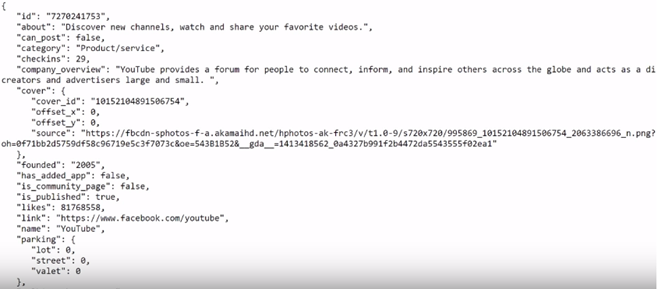 {
"id": "7270241753",
"about": "Discover new channels, watch and share your favorite videos.",
"can_post": false,
"category": "Product/service",
"checkins": 29,
"company_overview": "YouTube provides a forum for people to connect, inform, and inspire others across the globe and acts as a di
creators and advertisers large and small. ",
"cover": {
"cover_id": "10152104891506754",
"offset_x": 0,
"offset_y": 0,
"source": "https://fbcdn-sphotos-f-a.akamaihd.net/hphotos-ak-frc3/v/t1.0-9/s720x720/995869_10152104891506754_2063386696_n.png?
oh=0f71bb2d5759df58c96719e5c3f7073c&oe=543B1B52&__gda__=1413418562_0a4327b991f2b4472da5543555f02ea1"
},
"founded": "2005",
"has_added_app": false,
"is_community_page": false,
"is_published": true,
"likes": 81768558,
"link": "https://www.facebook.com/youtube",
"name": "YouTube",
"parking": {
"lot": 0,
"street": 0,
"valet": 0
},